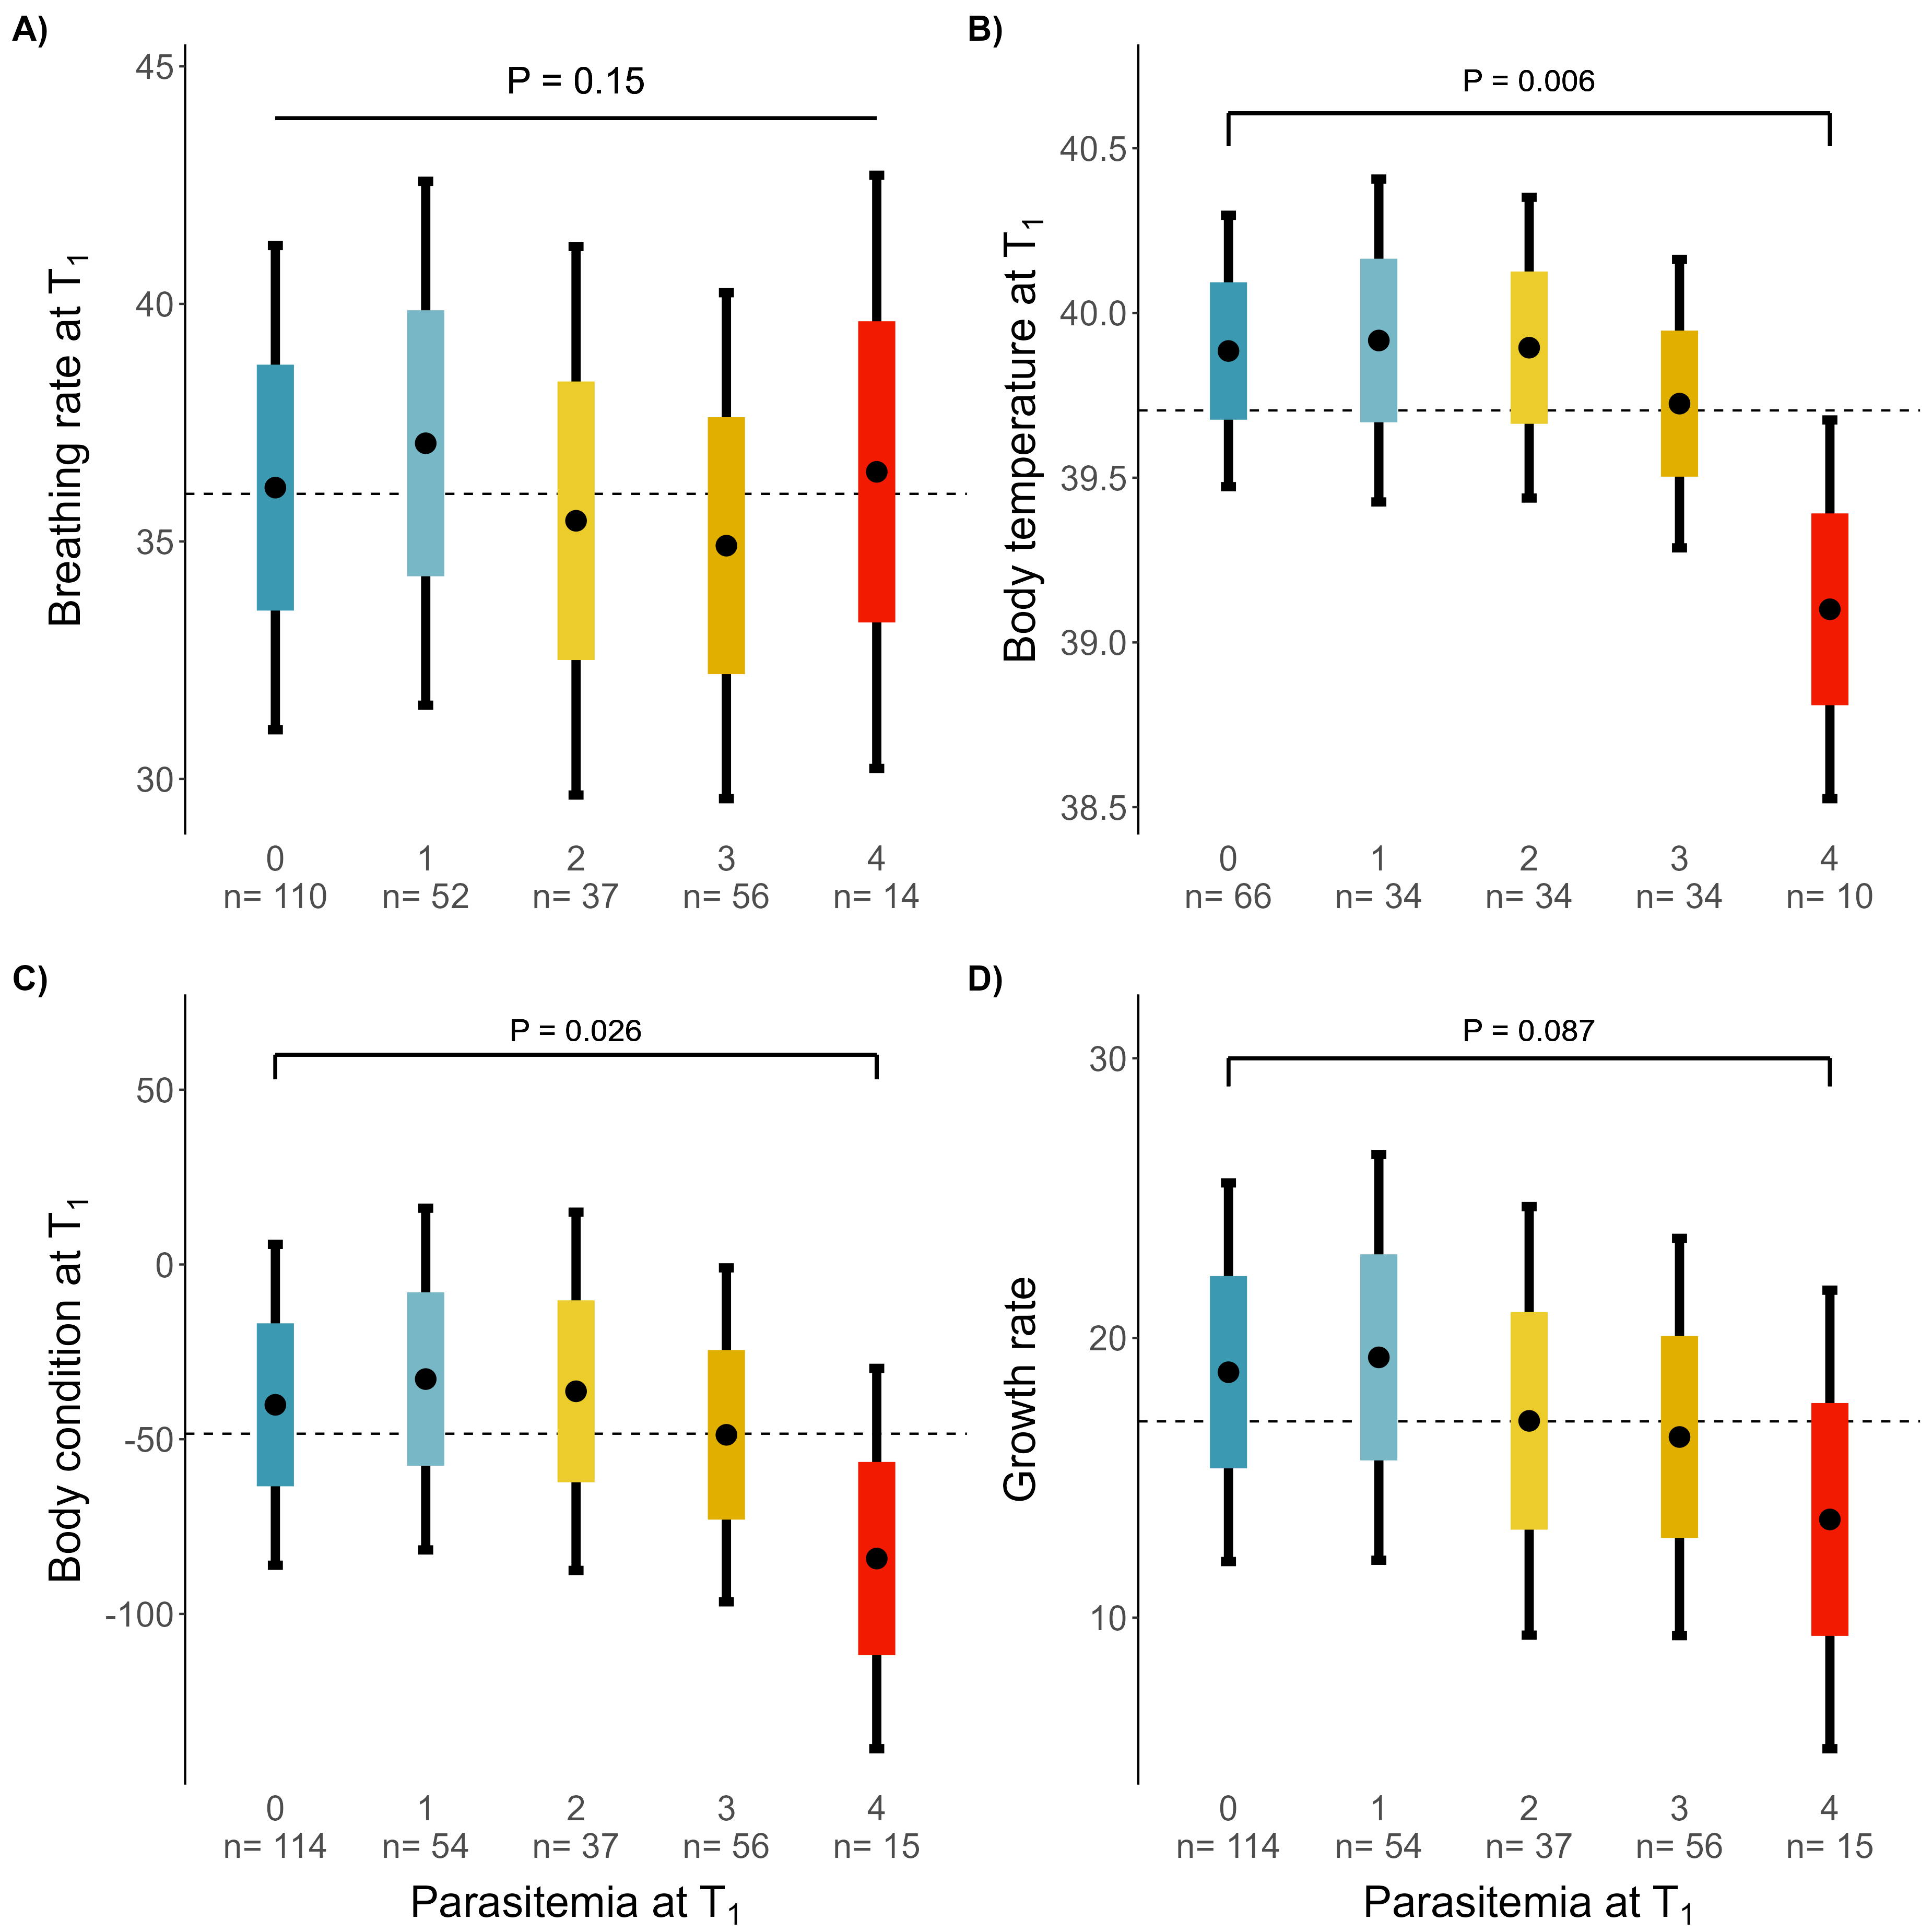 A)
P = 0.15
Breathing rate at T1
45
40
35
30
0 1 2 3 4
n= 110 n= 52 n= 37 n= 56 n= 14
B)
P = 0.006
Body temperature at T1
40.5
40.0
39.5
39.0
38.5
0 1 2 3 4
n= 66 n= 34 n= 34 n= 34 n= 10
C)
P = 0.026
Body condition at T1
50
0
-50
-100
0 1 2 3 4
n= 114 n= 54 n= 37 n= 56 n= 15
Parasitemia at T1
D)
P = 0.087
Growth rate
30
20
10
0 1 2 3 4
n= 114 n= 54 n= 37 n= 56 n= 15
Parasitemia at T1